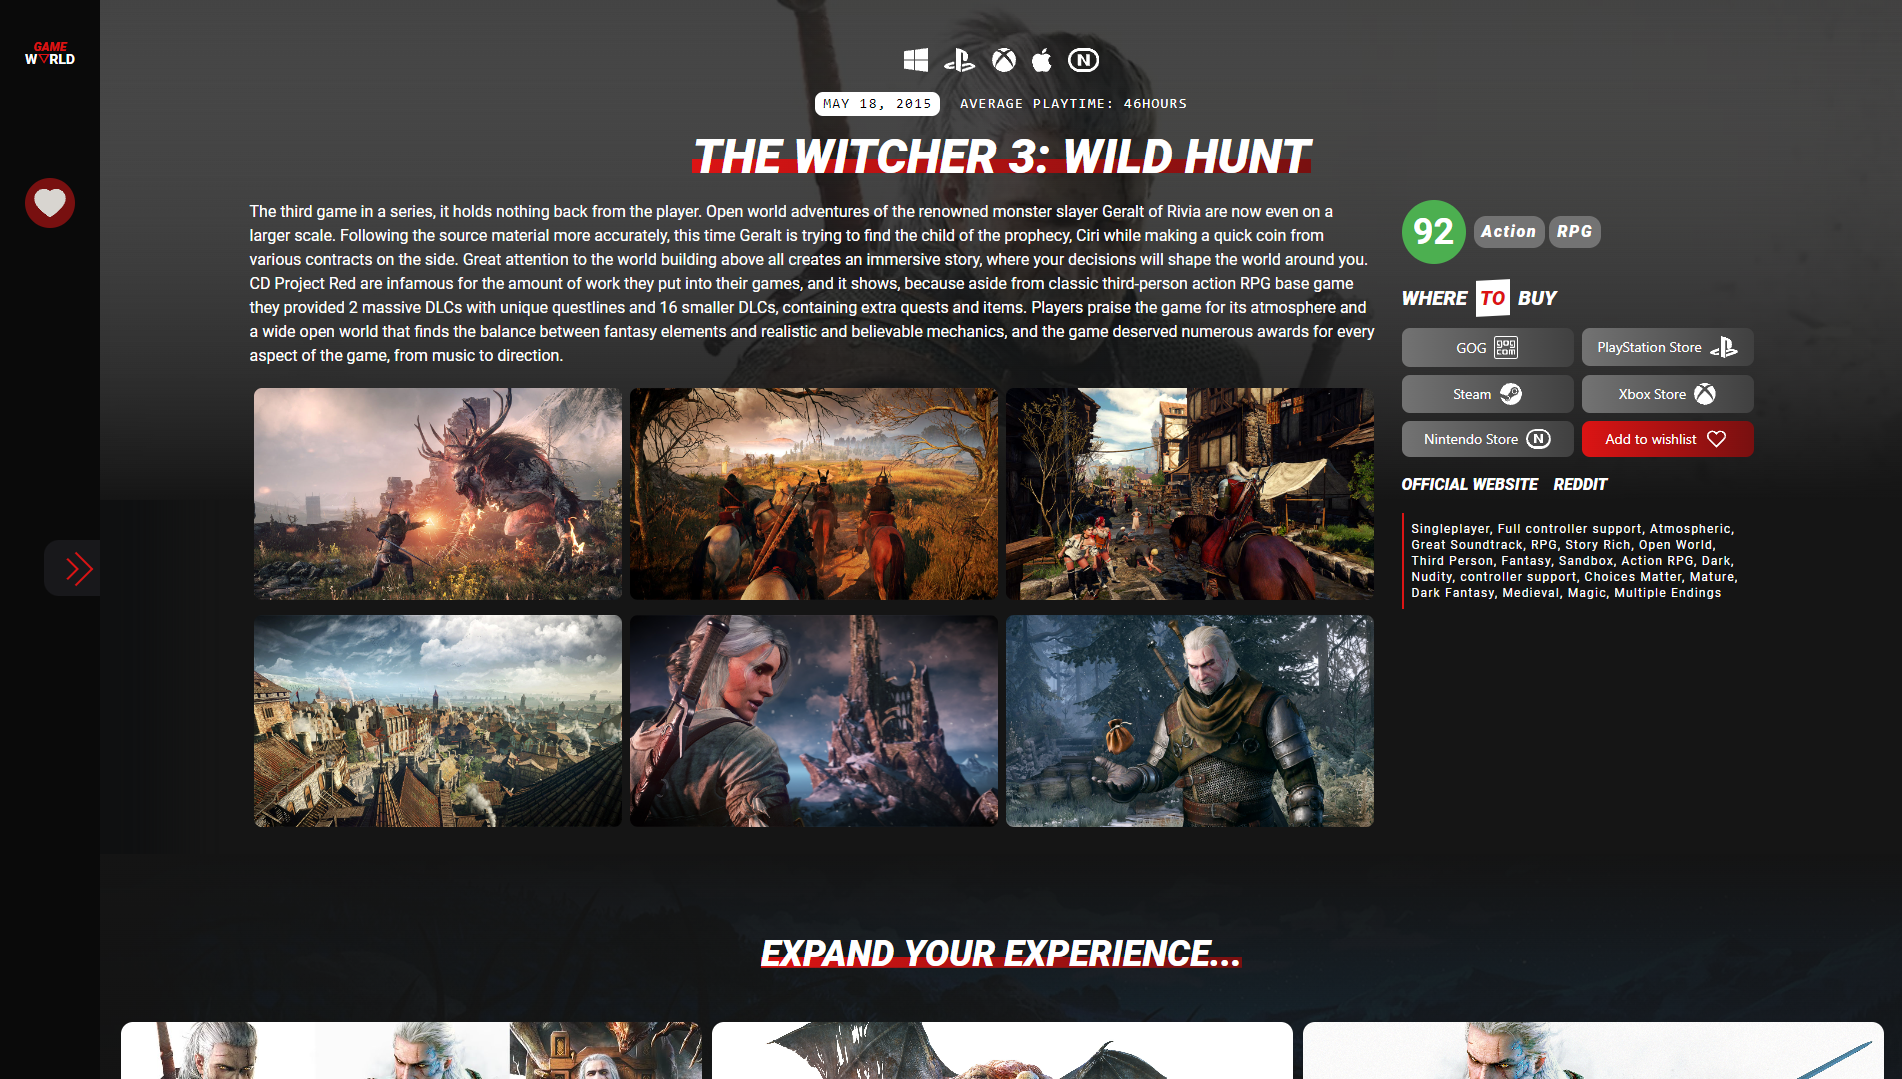 GAME
WORLD
MAY 18, 2015 AVERAGE PLAYTIME: 46HOURS
THE WITCHER 3: WILD HUNT
The third game in a series, it holds nothing back from the player. Open world adventures of the renowned monster slayer Geralt of Rivia are now even on a
larger scale. Following the source material more accurately, this time Geralt is trying to find the child of the prophecy, Ciri while making a quick coin from
various contracts on the side. Great attention to the world building above all creates an immersive story, where your decisions will shape the world around you.
CD Project Red are infamous for the amount of work they put into their games, and it shows, because aside from classic third-person action RPG base game
they provided 2 massive DLCs with unique questlines and 16 smaller DLCs, containing extra quests and items. Players praise the game for its atmosphere and
a wide open world that finds the balance between fantasy elements and realistic and believable mechanics, and the game deserved numerous awards for every
aspect of the game, from music to direction.
92 Action RPG
WHERE TO BUY
GOG gog com PlayStation Store
Steam Xbox Store
Nintendo Store N Add to wishlist
OFFICIAL WEBSITE REDDIT
Singleplayer, Full controller support, Atmospheric,
Great Soundtrack, RPG, Story Rich, Open World,
Third Person, Fantasy, Sandbox, Action RPG, Dark,
Nudity, controller support, Choices Matter, Mature,
Dark Fantasy, Medieval, Magic, Multiple Endings
EXPAND YOUR EXPERIENCE...